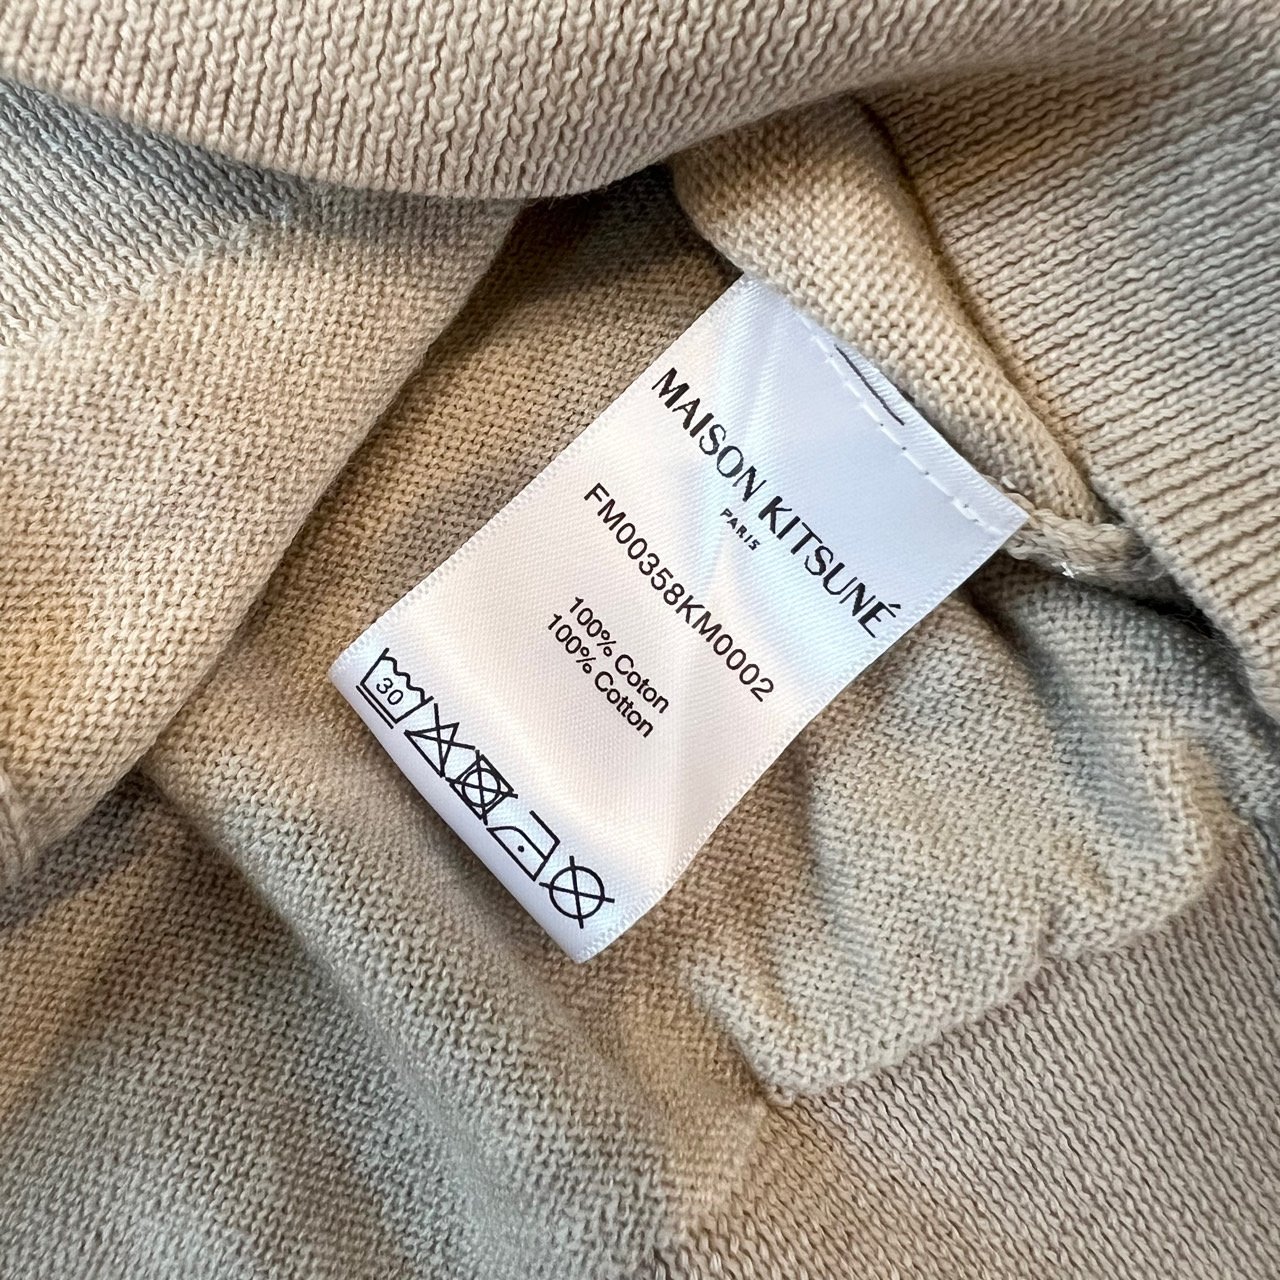 MAISON KITSUNÉ
PARIS
FM00358KM0002
100% Coton
100% Cotton
30